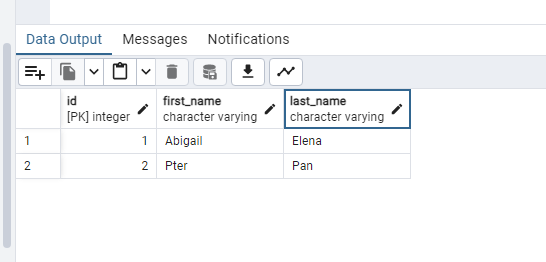 Data Output Messages Notifications
id first_name last_name
[PK] integer character varying character varying
1 1 Abigail Elena
2 2 Pter Pan